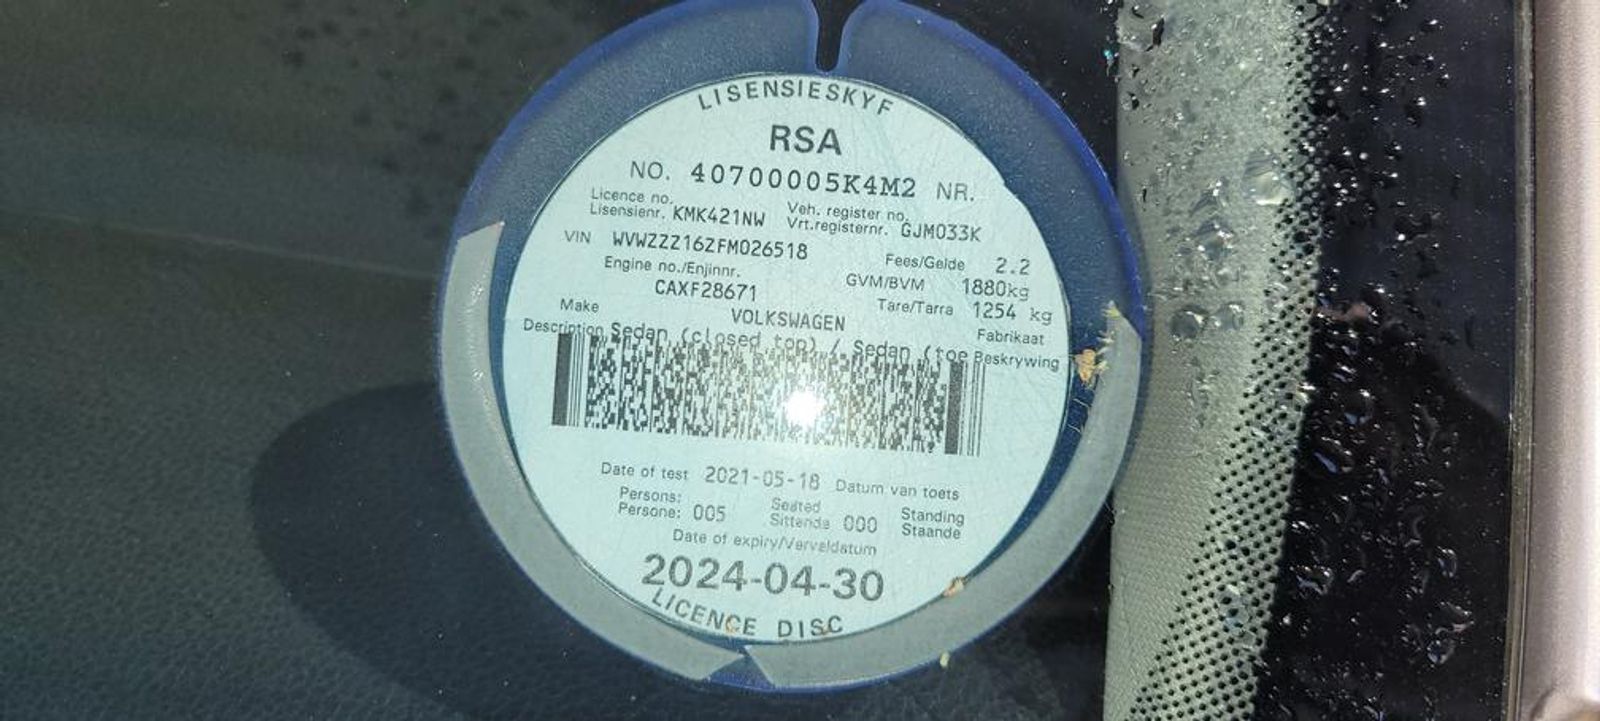 LISENSIESKYF
RSA
NO. 40700005K4M2 NR.
Licence no. Veh. register no.
Lisensienr. KMK421NW Vrt.registernr. GJM033K
VIN WVWZZZ16ZFM026518 Fees/Gelde 2.2
Engine no./Enjinnr. GVM/BVM 1880kg
CAXF28671 Tare/Tarra 1254 kg
Make VOLKSWAGEN Fabrikaat
Description Sedan (closed top) / Sedan (toe Beskrywing
Date of test 2021-05-18 Datum van toets
Persons: Seated Standing
Persone: 005 Sittende 000 Staande
Date of expiry/Vervaldatum
2024-04-30
LICENCE DISC